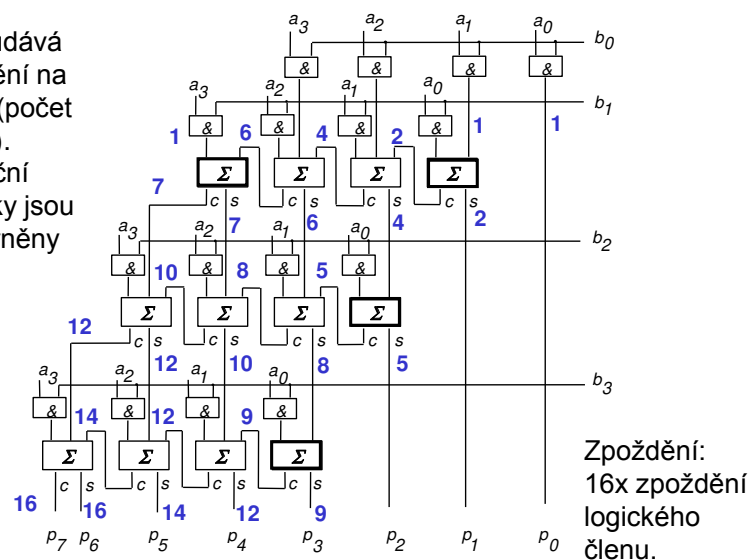 udává
ění na
(počet
).
ční
ky jsou
rněny
a3 a2 a1 a0 b0
& & & &
a3 a2 a1 a0 b1
& & & &
1 6 4 2 1 1
Σ Σ Σ Σ
7 c s c s c s
7 6 4 2
a3 a2 a1 a0 b2
& & & &
10 8 5
Σ Σ Σ Σ
12 c s c s c s c s
12 10 8 5
a3 a2 a1 a0 b3
& & & &
14 12 9
Σ Σ Σ Σ
c s c s c s c s
16 16 14 12 9
p7 p6 p5 p4 p3 p2 p1 p0
Zpoždění:
16x zpoždění
logického
členu.